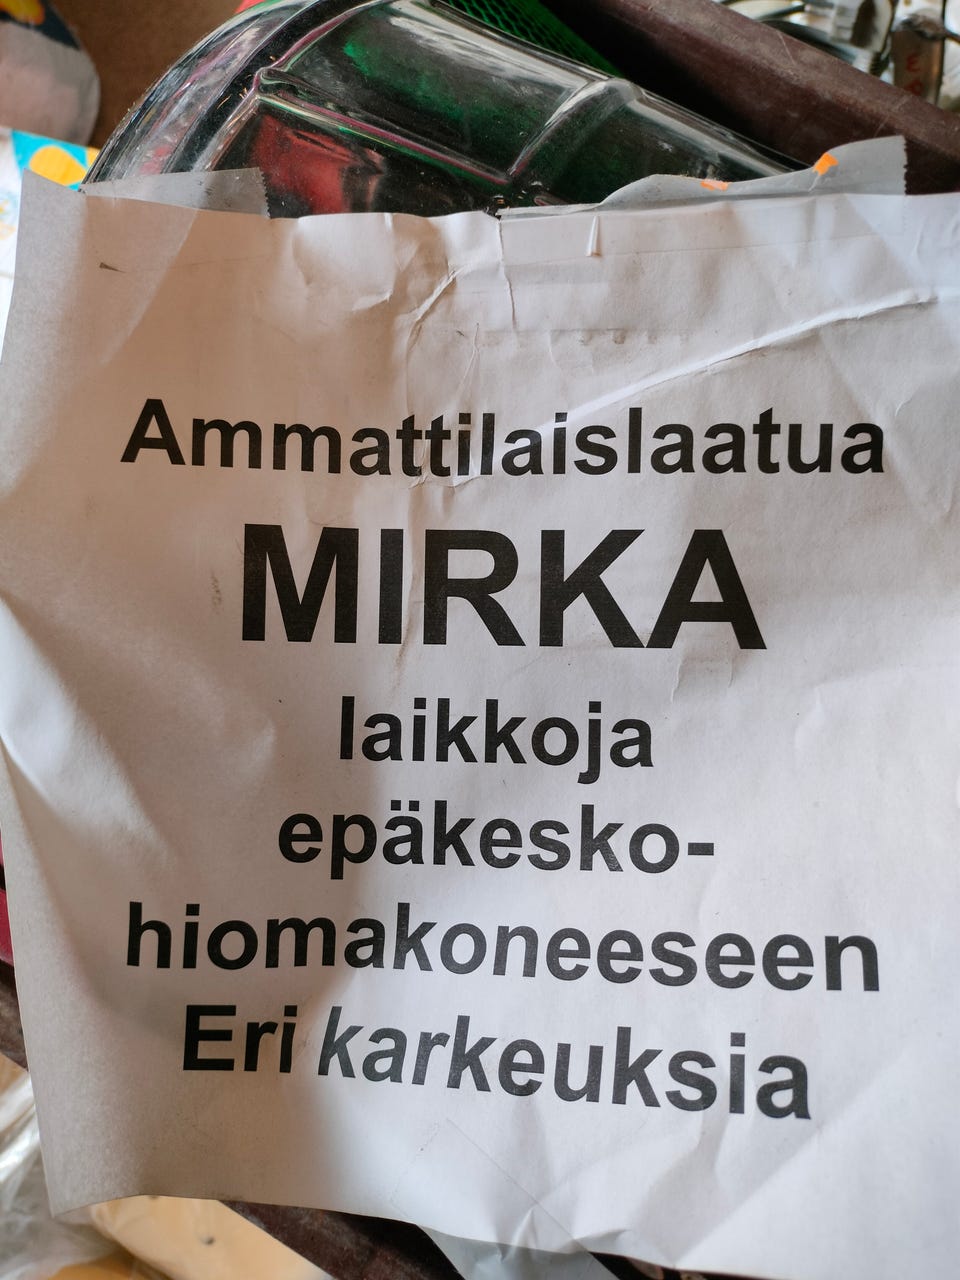 Ammattilaislaatua
MIRKA
laikkoja
epäkesko-
hiomakoneeseen
Eri karkeuksia